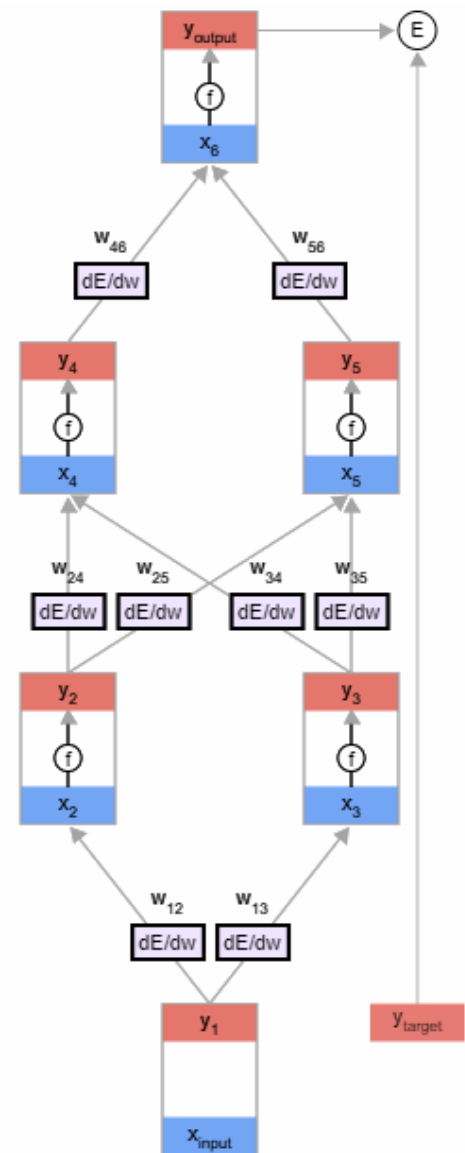 y_output E
f
x_6
w_46 w_56
dE/dw dE/dw
y_4 y_5
f f
x_4 x_5
w_24 w_25 w_34 w_35
dE/dw dE/dw dE/dw dE/dw
y_2 y_3
f f
x_2 x_3
w_12 w_13
dE/dw dE/dw
y_1 y_target
x_input